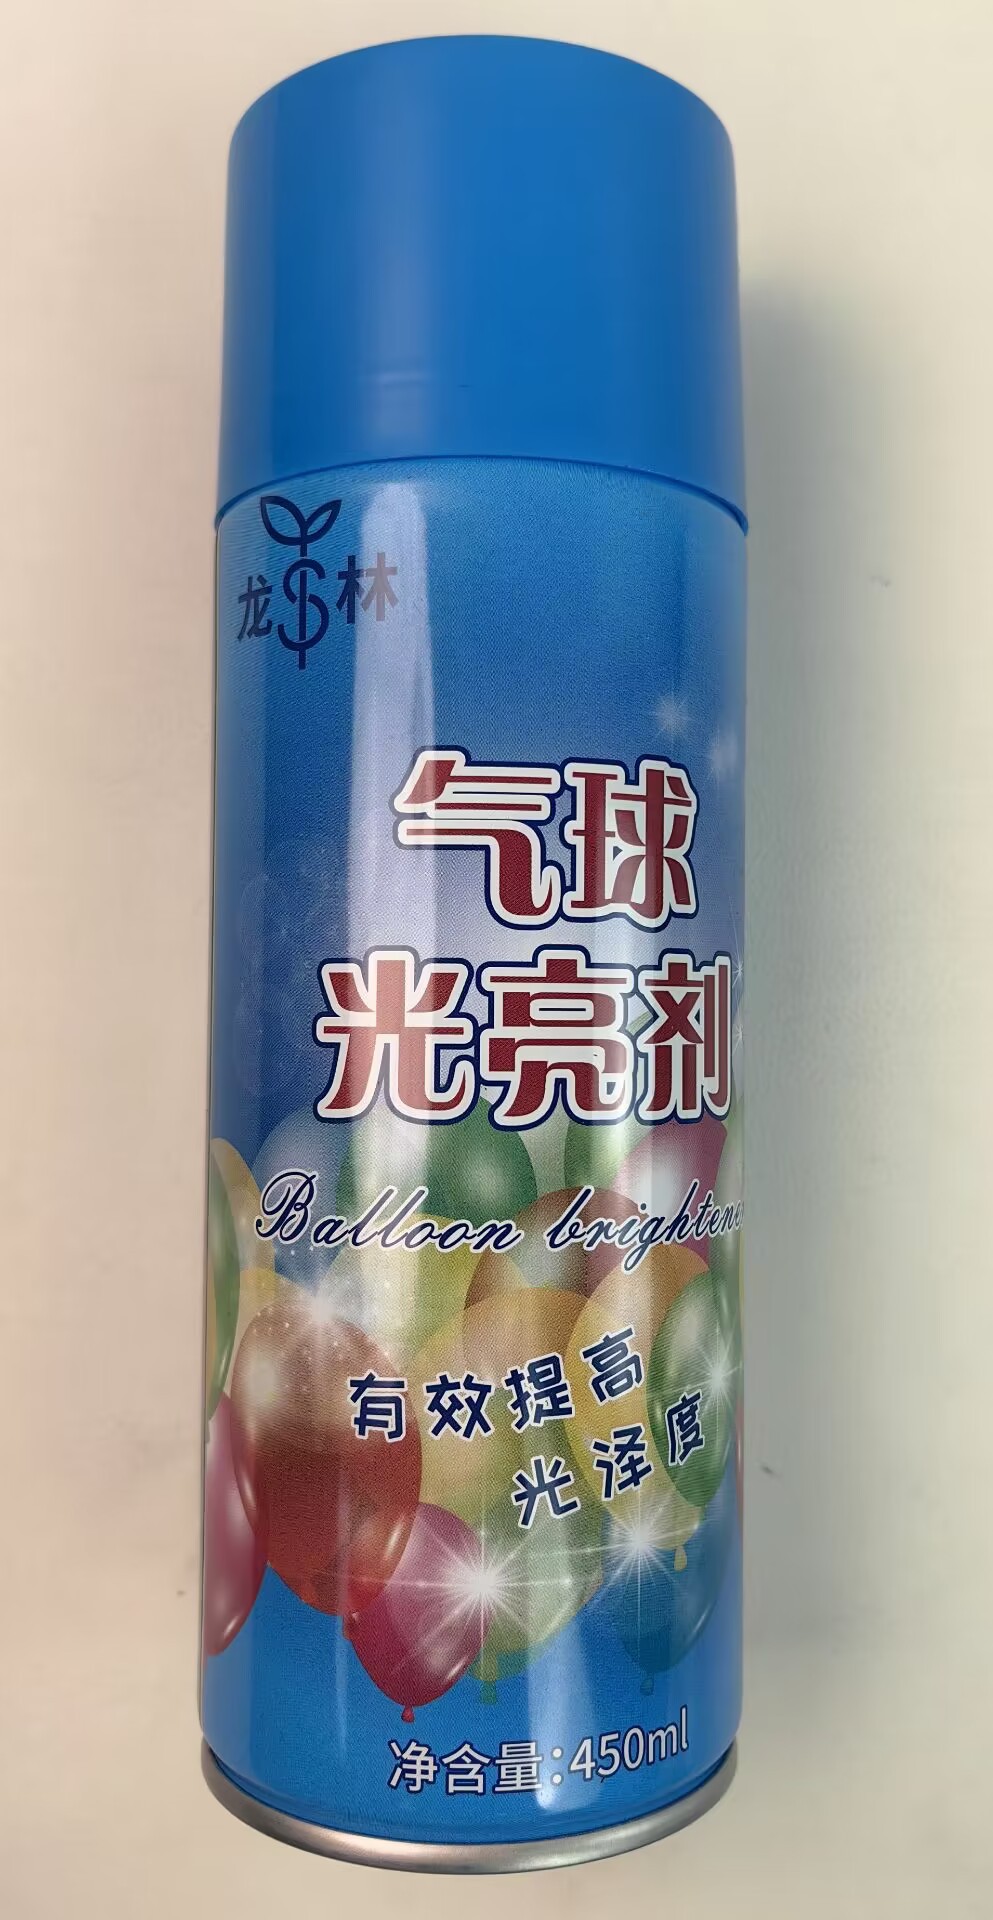 龙林
气球
光亮剂
Balloon brightener
有效提高
光泽度
净含量:450ml